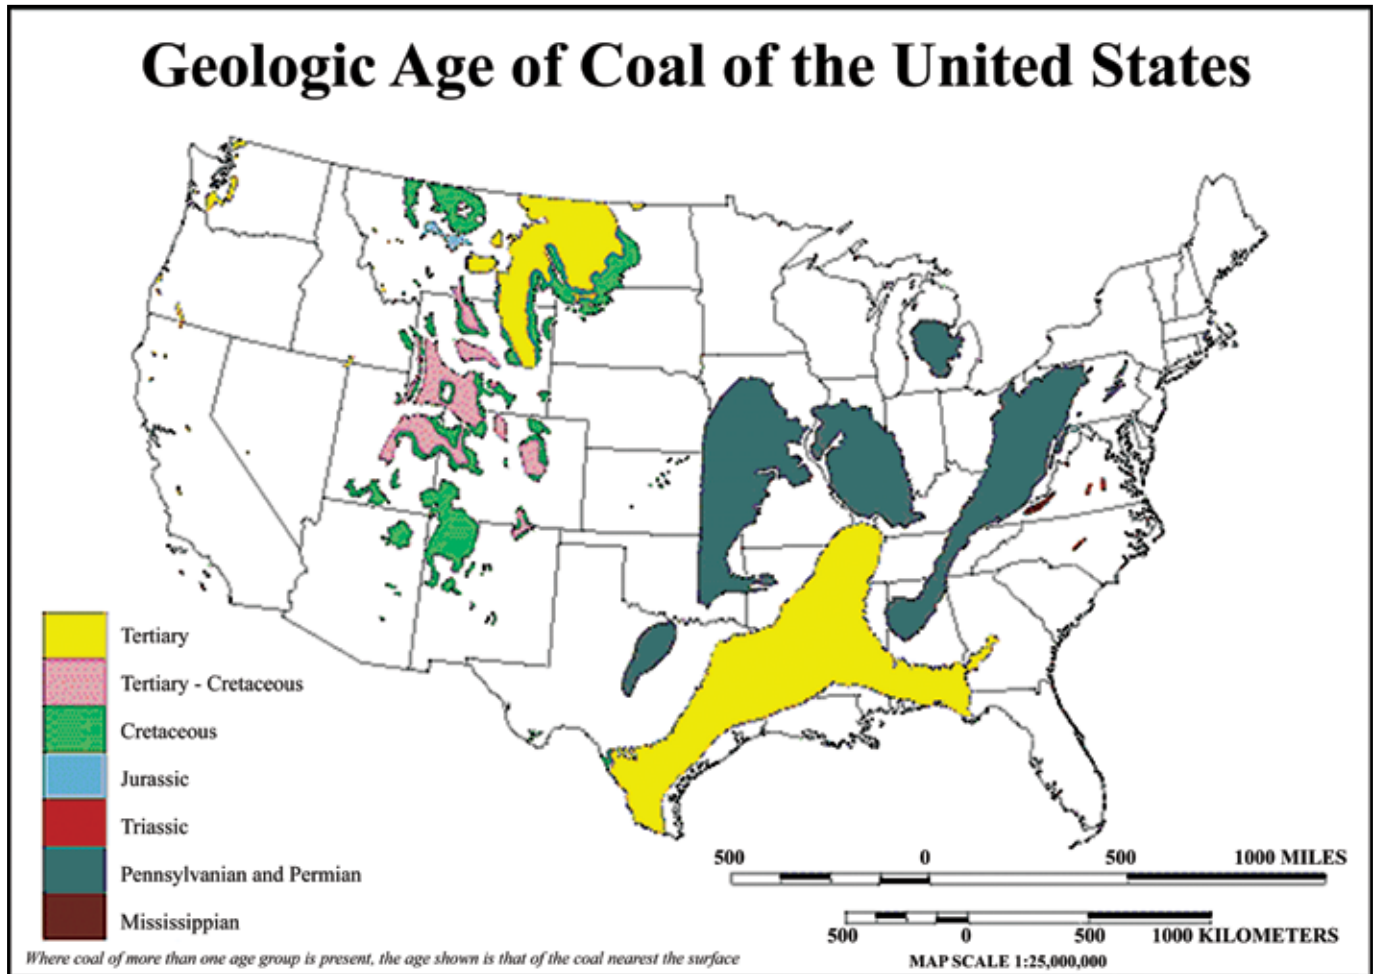 Geologic Age of Coal of the United States
Tertiary
Tertiary - Cretaceous
Cretaceous
Jurassic
Triassic
Pennsylvanian and Permian
Mississippian
500 0 500 1000 MILES
500 0 500 1000 KILOMETERS
Where coal of more than one age group is present, the age shown is that of the coal nearest the surface
MAP SCALE 1:25,000,000